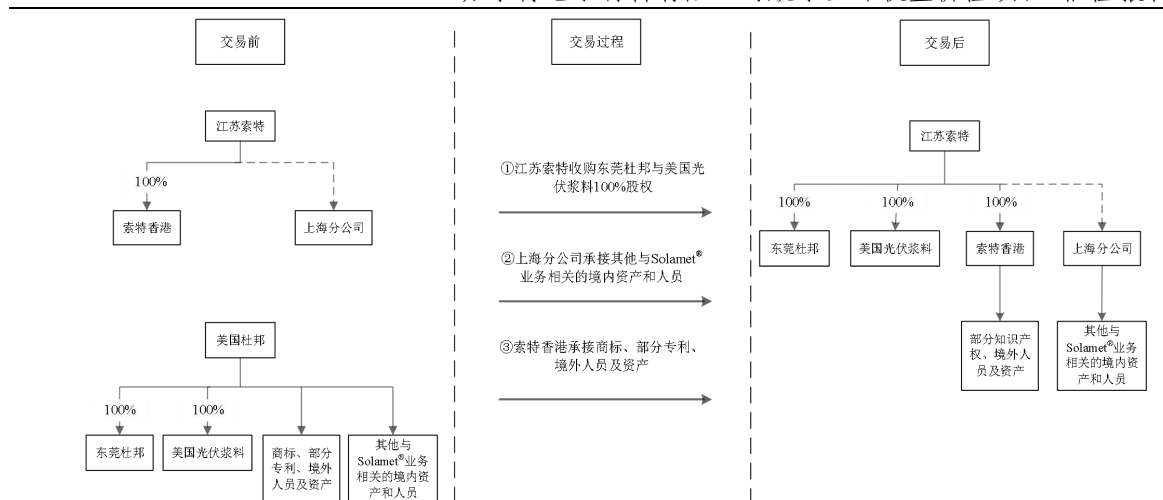 交易前
交易过程
交易后
江苏索特
100%
索特香港
上海分公司
美国杜邦
100%
100%
东莞杜邦
美国光伏浆料
商标、部分
专利、境外
人员及资产
其他与
Solamet®业务
相关的境内资
产和人员
①江苏索特收购东莞杜邦与美国光
伏浆料100%股权
②上海分公司承接其他与Solamet®
业务相关的境内资产和人员
③索特香港承接商标、部分专利、
境外人员及资产
江苏索特
100%
100%
100%
东莞杜邦
美国光伏浆料
索特香港
上海分公司
部分知识产
权、境外人
员及资产
其他与
Solamet®业务
相关的境内资
产和人员